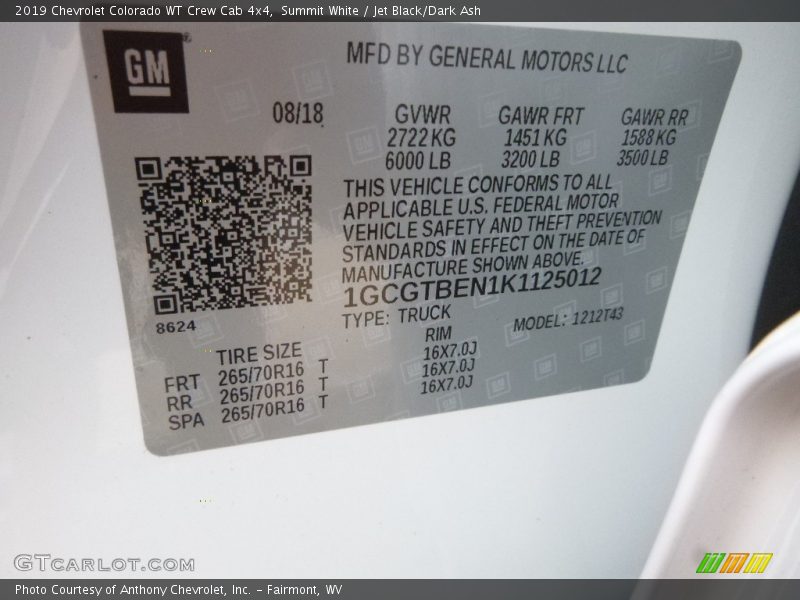 2019 Chevrolet Colorado WT Crew Cab 4x4, Summit White / Jet Black/Dark Ash
GM
MFD BY GENERAL MOTORS LLC
08/18
GVWR GAWR FRT GAWR RR
2722 KG 1451 KG 1588 KG
6000 LB 3200 LB 3500 LB
THIS VEHICLE CONFORMS TO ALL
APPLICABLE U.S. FEDERAL MOTOR
VEHICLE SAFETY AND THEFT PREVENTION
STANDARDS IN EFFECT ON THE DATE OF
MANUFACTURE SHOWN ABOVE.
1GCGTBEN1K1125012
8624
TYPE: TRUCK MODEL: 1212T43
TIRE SIZE RIM
FRT 265/70R16 T 16X7.0J
RR 265/70R16 T 16X7.0J
SPA 265/70R16 T 16X7.0J
GTCARLOT.COM
Photo Courtesy of Anthony Chevrolet, Inc. - Fairmont, WV